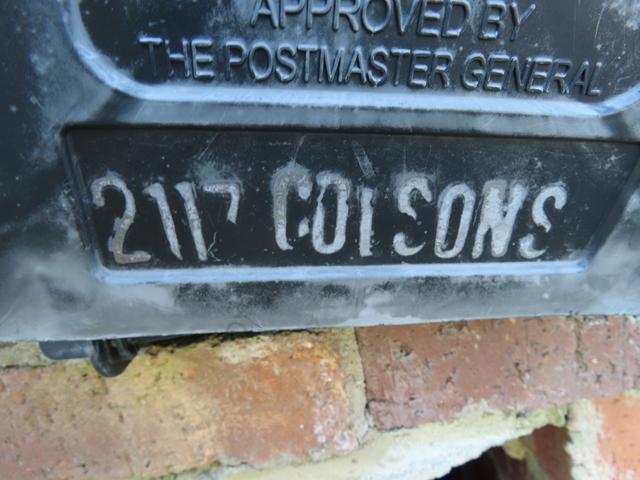 APPROVED BY
THE POSTMASTER GENERAL
2117 COLSONS